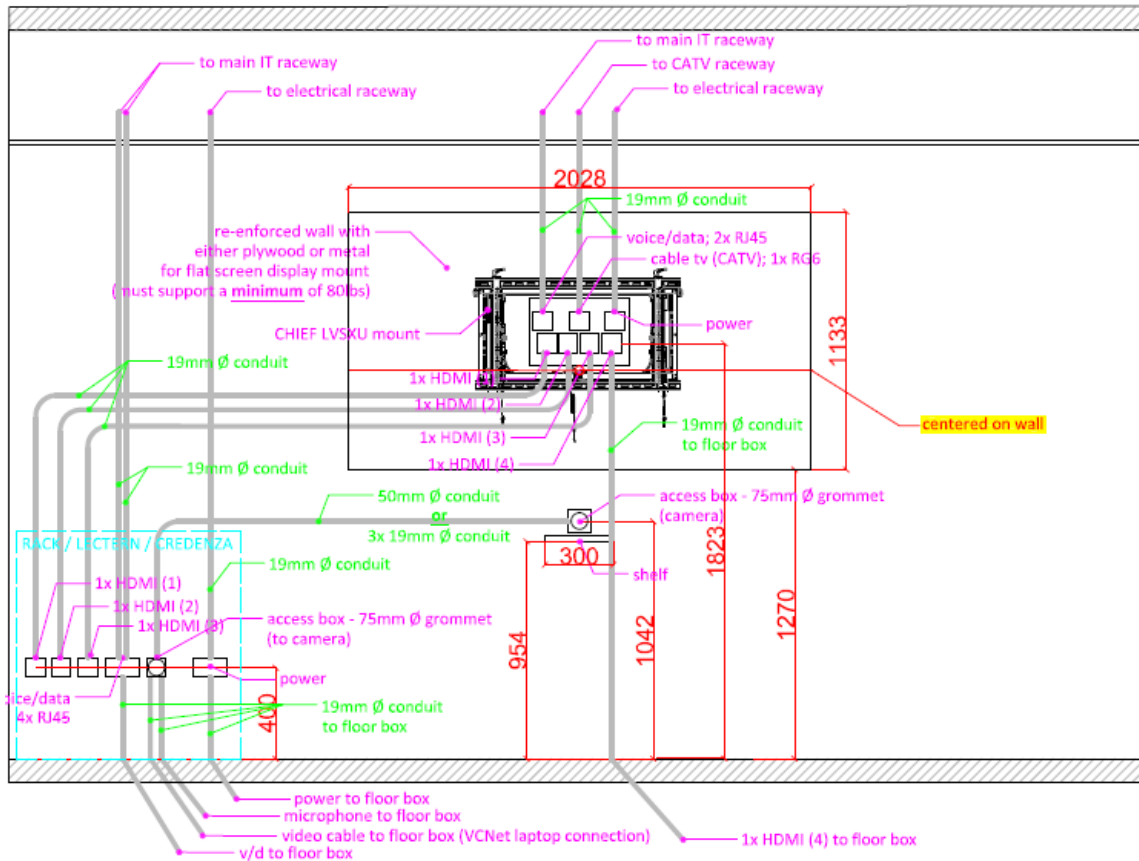 to main IT raceway
to main IT raceway
to CATV raceway
to electrical raceway
to electrical raceway
2028
19mm Ø conduit
re-enforced wall with
either plywood or metal
for flat screen display mount
(must support a minimum of 80lbs)
voice/data; 2x RJ45
cable tv (CATV); 1x RG6
CHIEF LVSXU mount
power
1133
19mm Ø conduit
1x HDMI
1x HDMI (2)
1x HDMI (3)
1x HDMI (4)
centered on wall
19mm Ø conduit
to floor box
19mm Ø conduit
50mm Ø conduit
or
3x 19mm Ø conduit
access box - 75mm Ø grommet
(camera)
RACK / LECTERN / CREDENZA
300
shelf
1823
19mm Ø conduit
1x HDMI (1)
1x HDMI (2)
1x HDMI (3)
access box - 75mm Ø grommet
(to camera)
954
1042
1270
power
ice/data
4x RJ45
400
19mm Ø conduit
to floor box
power to floor box
microphone to floor box
video cable to floor box (VCNet laptop connection)
v/d to floor box
1x HDMI (4) to floor box